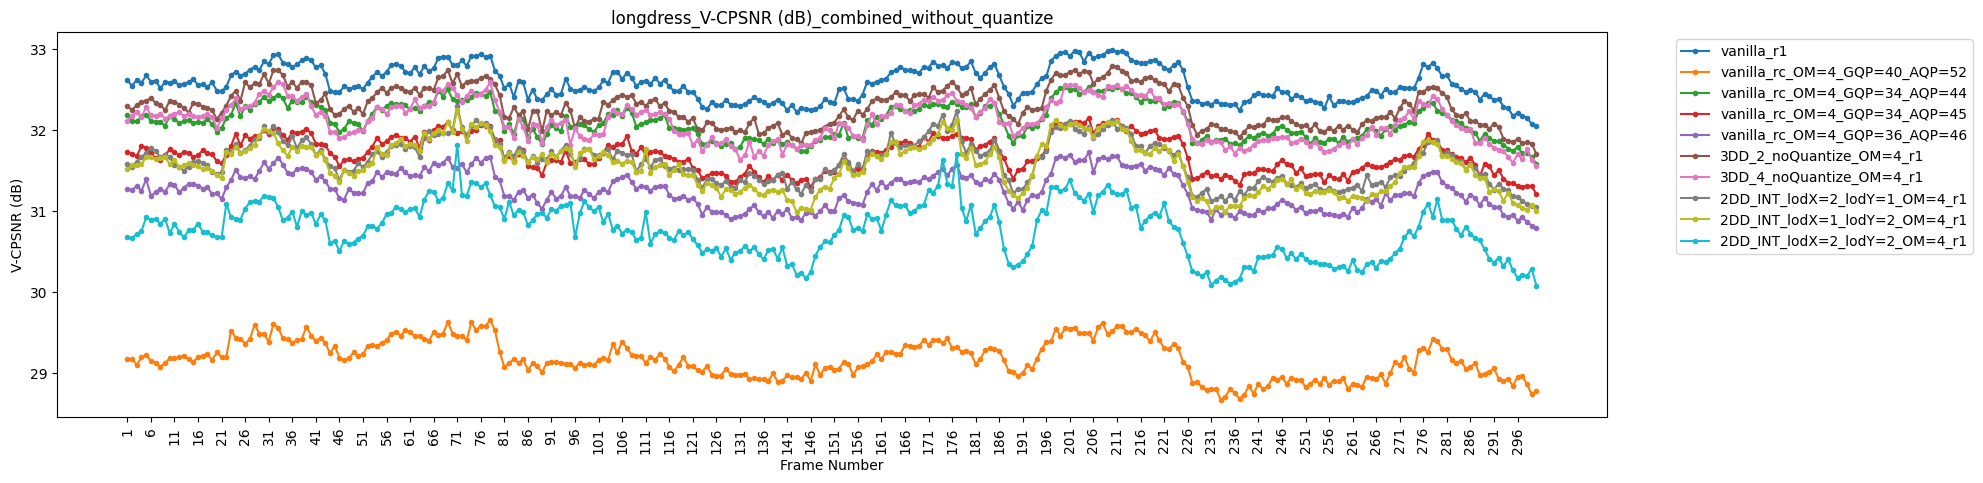 longdress_V-CPSNR (dB)_combined_without_quantize
V-CPSNR (dB)
33
32
31
30
29
1 6 11 16 21 26 31 36 41 46 51 56 61 66 71 76 81 86 91 96 101 106 111 116 121 126 131 136 141 146 151 156 161 166 171 176 181 186 191 196 201 206 211 216 221 226 231 236 241 246 251 256 261 266 271 276 281 286 291 296
Frame Number
vanilla_r1
vanilla_rc_OM=4_GQP=40_AQP=52
vanilla_rc_OM=4_GQP=34_AQP=44
vanilla_rc_OM=4_GQP=34_AQP=45
vanilla_rc_OM=4_GQP=36_AQP=46
3DD_2_noQuantize_OM=4_r1
3DD_4_noQuantize_OM=4_r1
2DD_INT_lodX=2_lodY=1_OM=4_r1
2DD_INT_lodX=1_lodY=2_OM=4_r1
2DD_INT_lodX=2_lodY=2_OM=4_r1